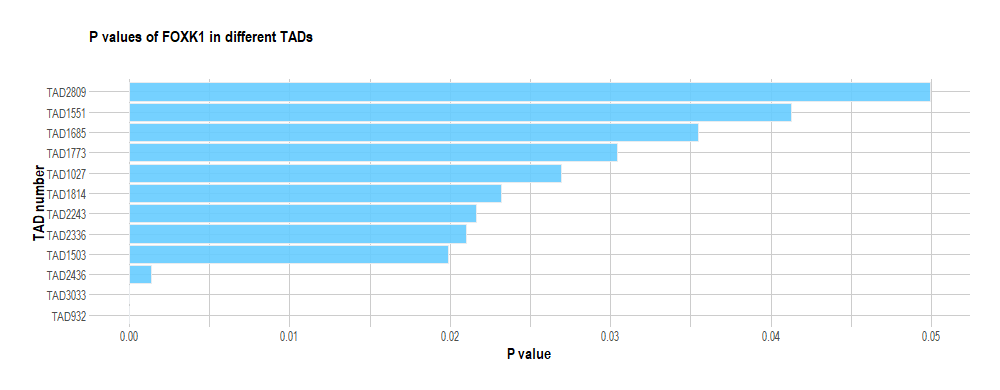 P values of FOXK1 in different TADs
TAD number
TAD2809
TAD1551
TAD1685
TAD1773
TAD1027
TAD1814
TAD2243
TAD2336
TAD1503
TAD2436
TAD3033
TAD932
0.00 0.01 0.02 0.03 0.04 0.05
P value